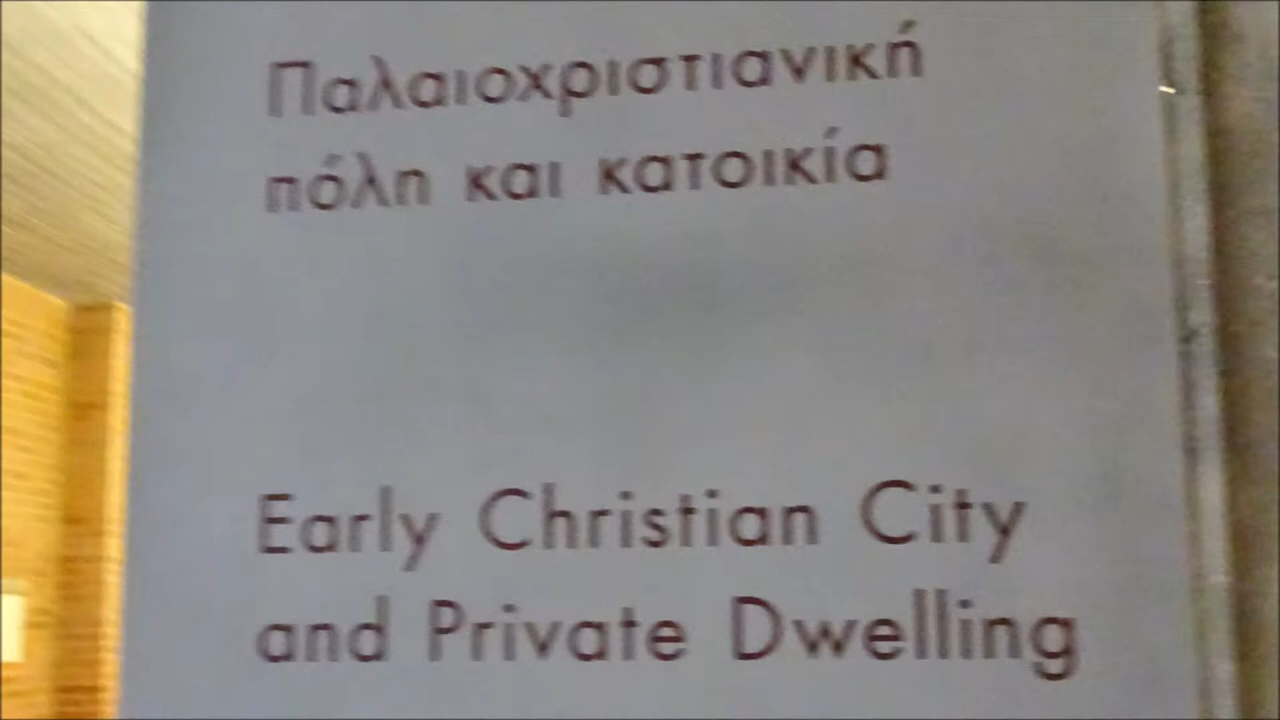 Παλαιοχριστιανική
πόλη και κατοικία
Early Christian City
and Private Dwelling